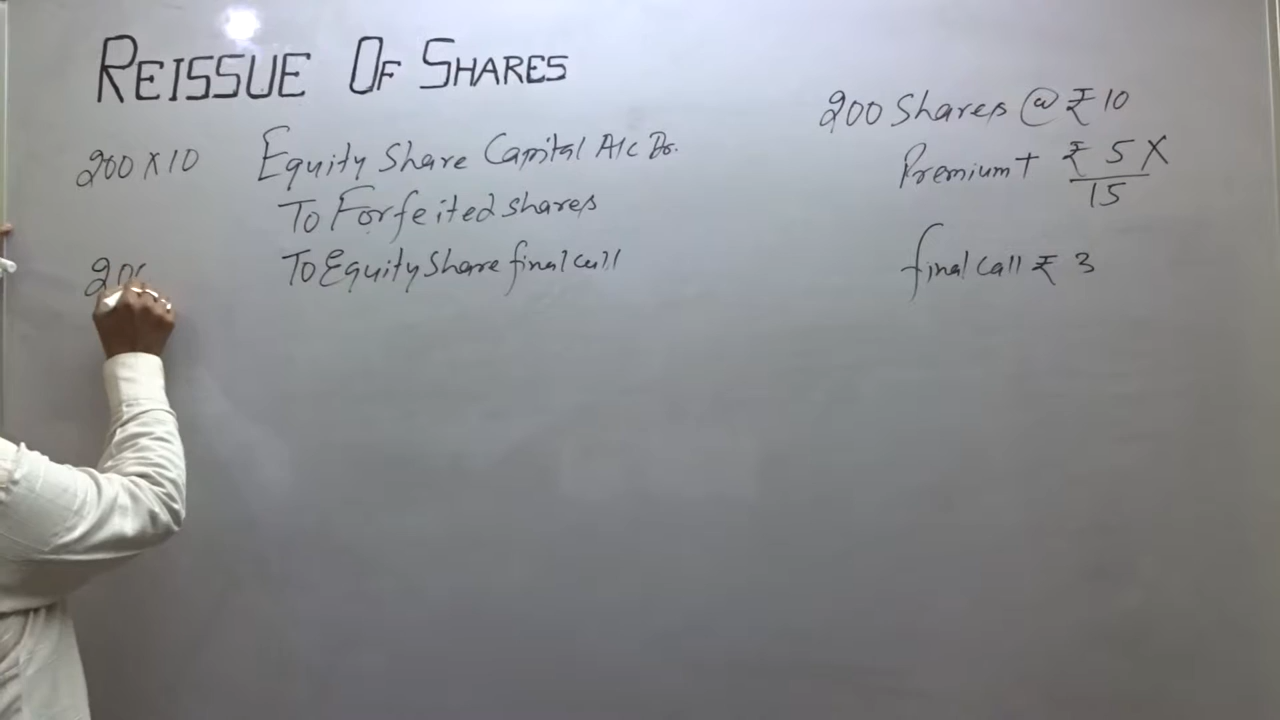 REISSUE OF SHARES
200 X 10 Equity Share Capital A/c Dr.
To Forfeited shares
200 To Equity Share final call
200 Shares @ ₹ 10
Premium + ₹ 5 X
15
final call ₹ 3